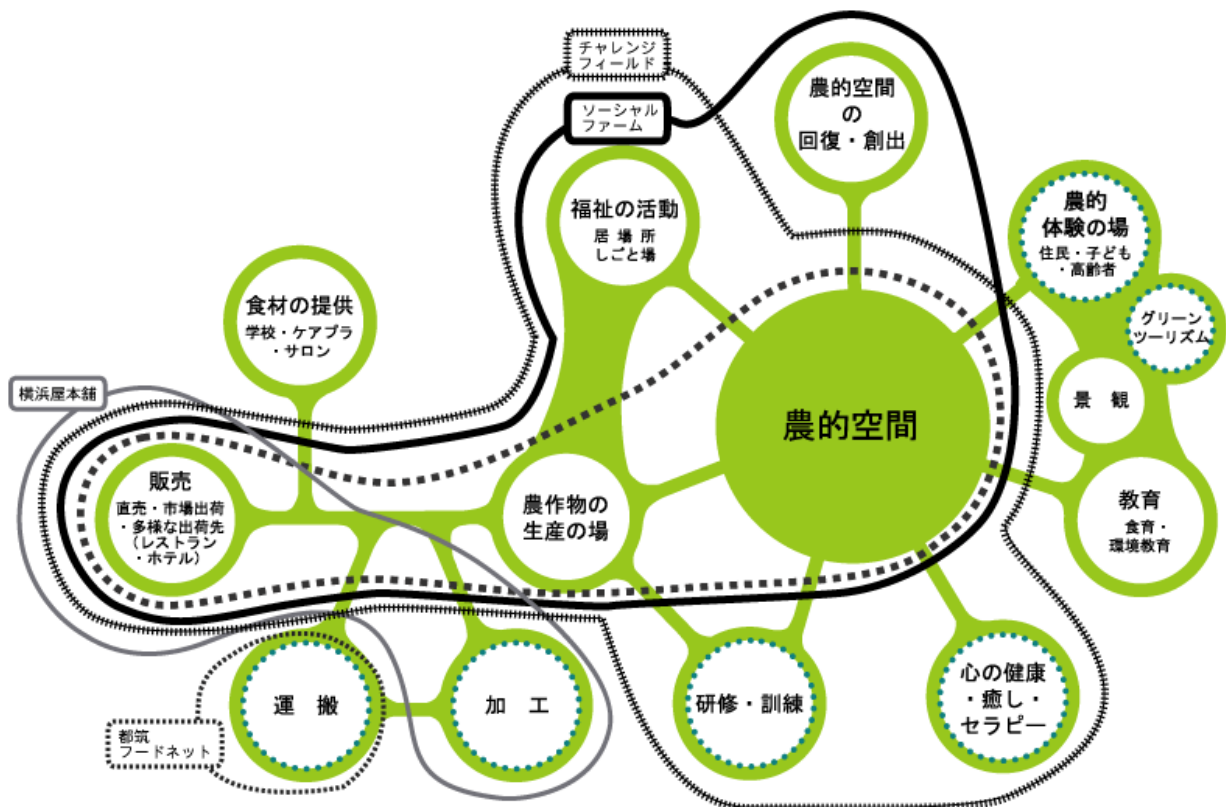 チャレンジ
フィールド
ソーシャル
ファーム
農的空間
の
回復・創出
福祉の活動
居場所
しごと場
農的
体験の場
住民・子ども
・高齢者
グリーン
ツーリズム
食材の提供
学校・ケアプラ
・サロン
横浜屋本舗
景観
農的空間
販売
直売・市場出荷
・多様な出荷先
(レストラン
・ホテル)
農作物の
生産の場
教育
食育・
環境教育
運搬
加工
研修・訓練
心の健康
・癒し・
セラピー
都筑
フードネット